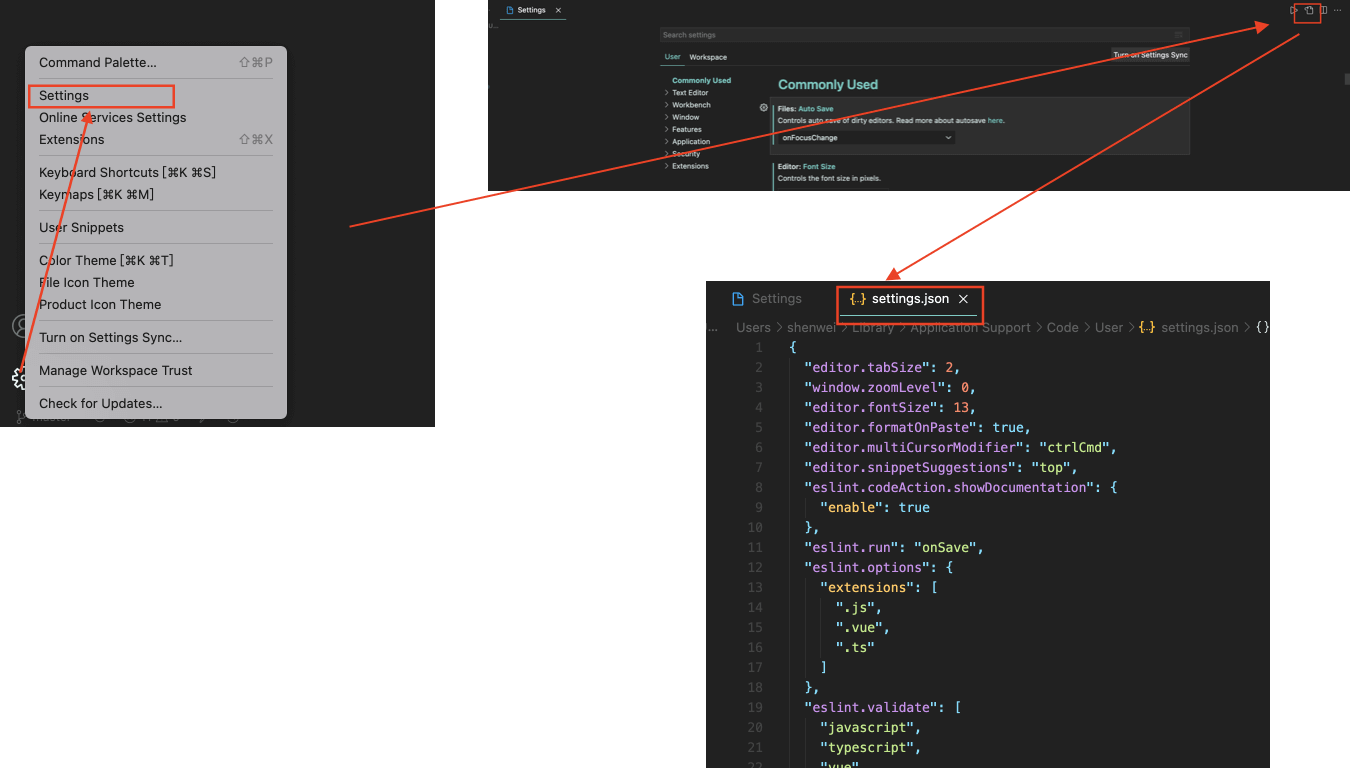 Command Palette... ⇧⌘P
Settings
Online Services Settings
Extensions ⇧⌘X
Keyboard Shortcuts [⌘K ⌘S]
Keymaps [⌘K ⌘M]
User Snippets
Color Theme [⌘K ⌘T]
File Icon Theme
Product Icon Theme
Turn on Settings Sync...
Manage Workspace Trust
Check for Updates...
Settings
Search settings
User Workspace
Turn on Settings Sync
Commonly Used
Text Editor
Workbench
Window
Features
Application
Security
Extensions
Commonly Used
Files: Auto Save
Controls auto save of dirty editors. Read more about autosave here.
onFocusChange
Editor: Font Size
Controls the font size in pixels.
Settings {..} settings.json
... Users > shenwei > Library > Application Support > Code > User > {..} settings.json > {}
1 {
2 "editor.tabSize": 2,
3 "window.zoomLevel": 0,
4 "editor.fontSize": 13,
5 "editor.formatOnPaste": true,
6 "editor.multiCursorModifier": "ctrlCmd",
7 "editor.snippetSuggestions": "top",
8 "eslint.codeAction.showDocumentation": {
9 "enable": true
10 },
11 "eslint.run": "onSave",
12 "eslint.options": {
13 "extensions": [
14 ".js",
15 ".vue",
16 ".ts"
17 ]
18 },
19 "eslint.validate": [
20 "javascript",
21 "typescript",
22 "vue"